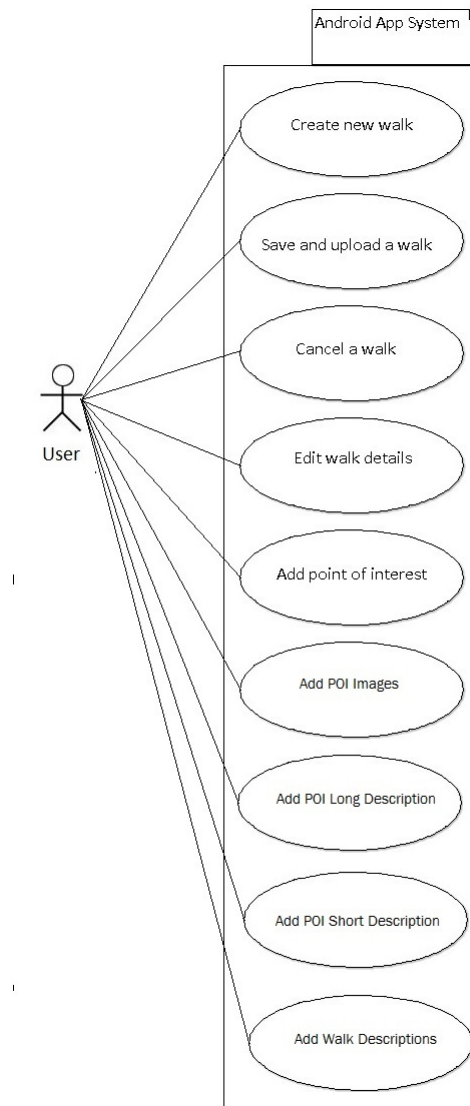 Android App System
Create new walk
Save and upload a walk
Cancel a walk
Edit walk details
User
Add point of interest
Add POI Images
Add POI Long Description
Add POI Short Description
Add Walk Descriptions